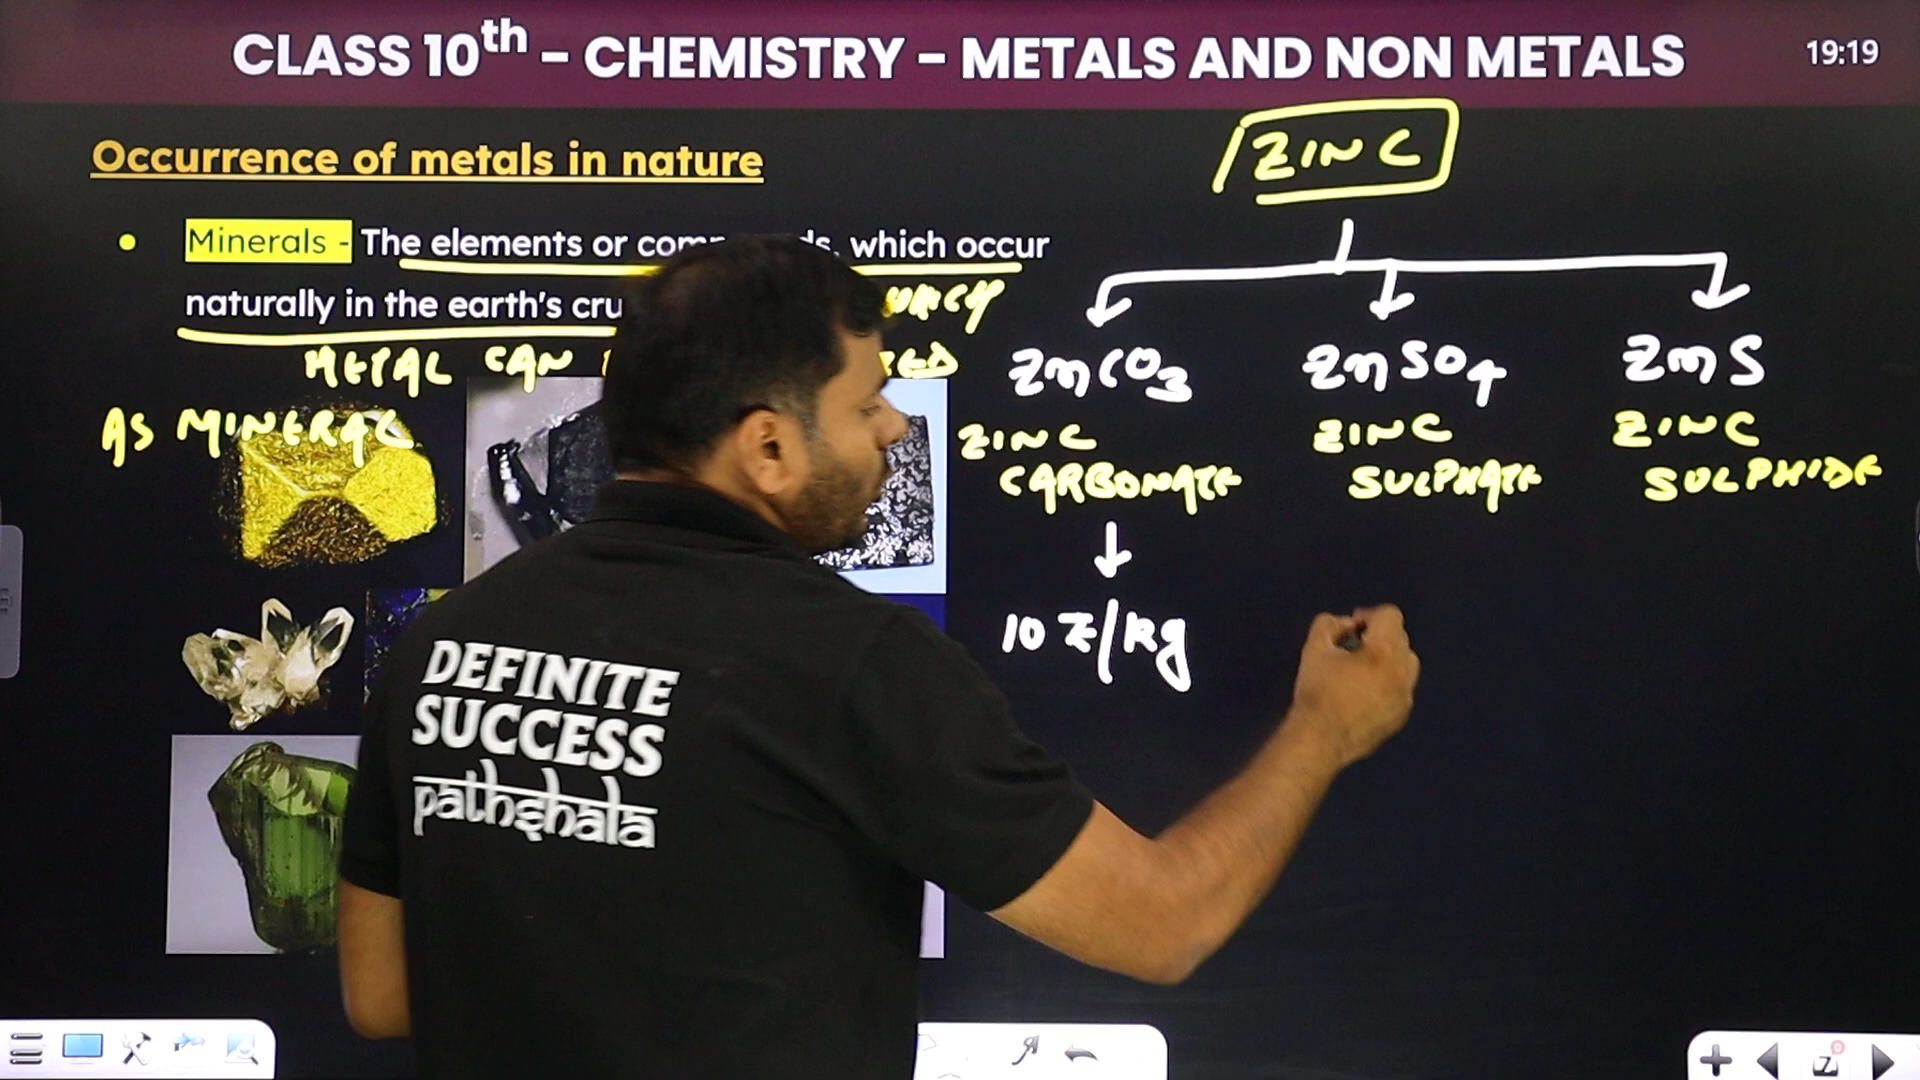 CLASS 10th - CHEMISTRY - METALS AND NON METALS
19:19
Occurrence of metals in nature
ZINC
Minerals - The elements or which occur
naturally in the earth's
METAL CAN
AS MINERAL
ZnCO3
ZnSO4
ZnS
ZINC
CARBONATE
ZINC
SULPHATE
ZINC
SULPHIDE
10 ₹/kg
DEFINITE
SUCCESS
pathshala